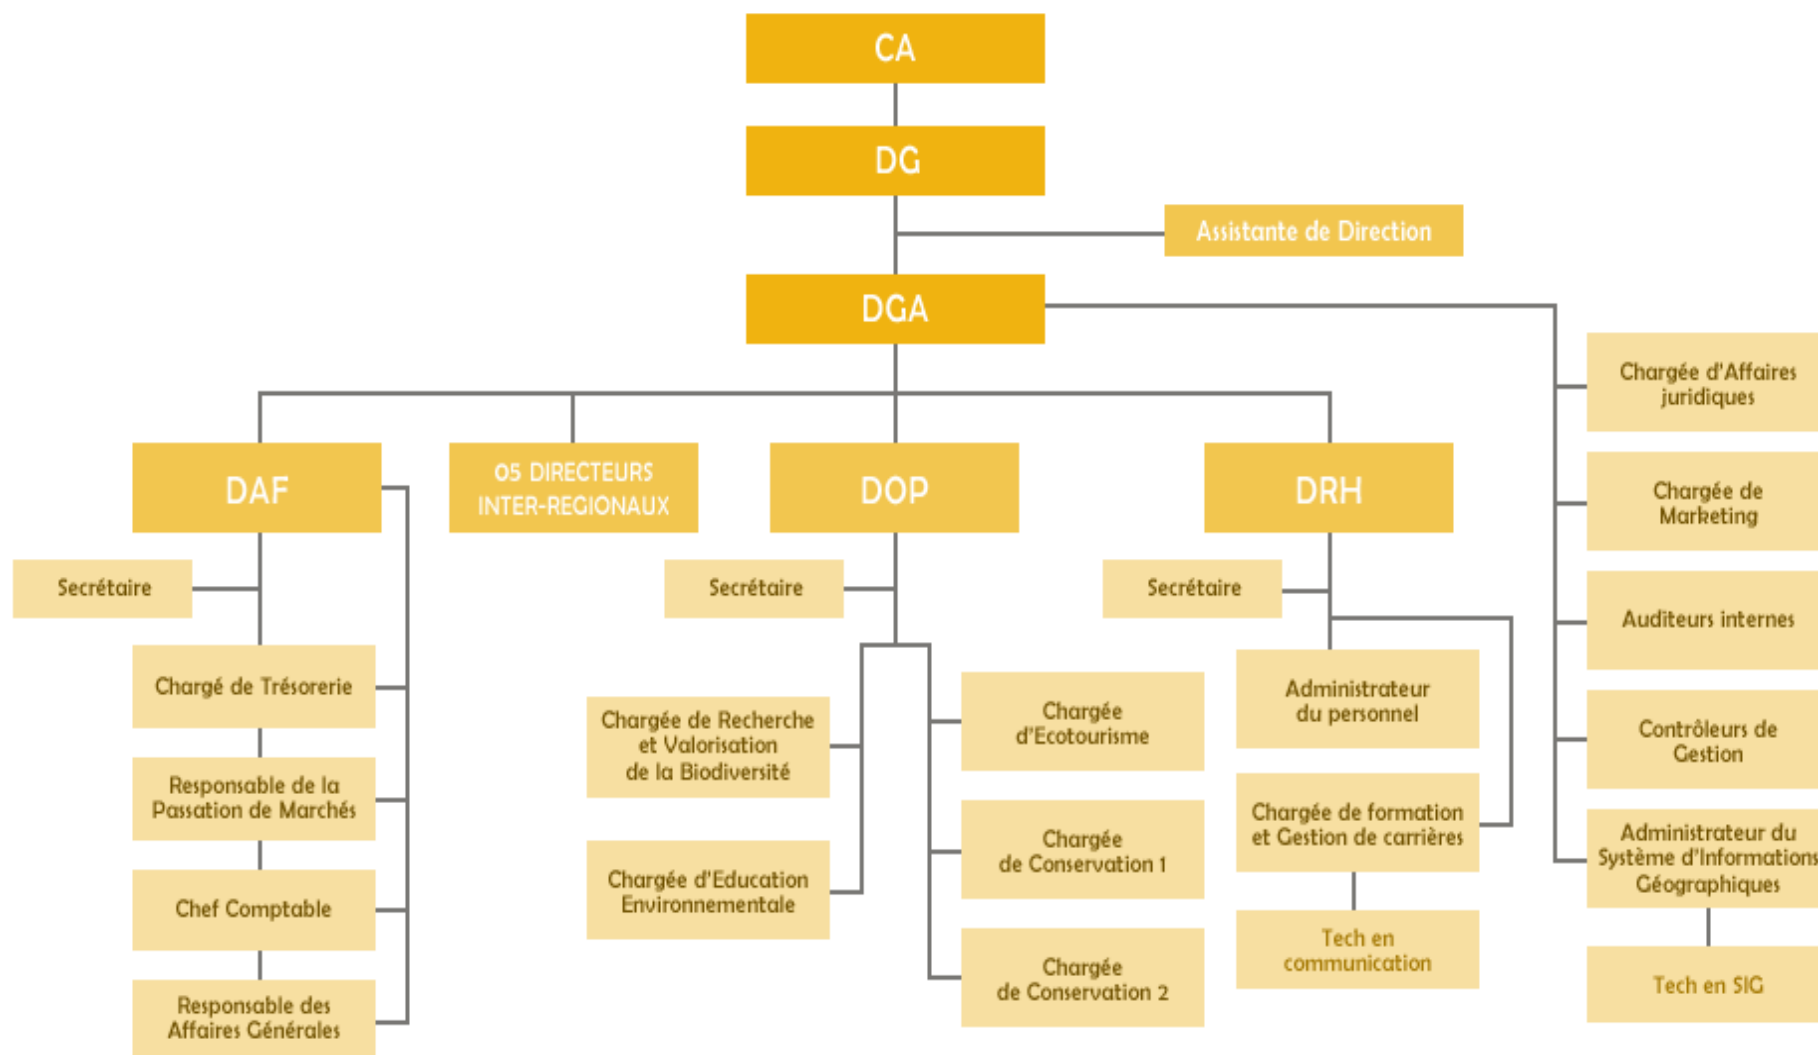 CA
DG
Assistante de Direction
DGA
DAF
05 DIRECTEURS
INTER-REGIONAUX
DOP
DRH
Secrétaire
Chargé de Trésorerie
Responsable de la
Passation de Marchés
Chef Comptable
Responsable des
Affaires Générales
Secrétaire
Chargée de Recherche
et Valorisation
de la Biodiversité
Chargée d'Education
Environnementale
Chargée
d'Ecotourisme
Chargée
de Conservation 1
Chargée
de Conservation 2
Secrétaire
Administrateur
du personnel
Chargée de formation
et Gestion de carrières
Tech en
communication
Chargée d'Affaires
juridiques
Chargée de
Marketing
Auditeurs internes
Contrôleurs de
Gestion
Administrateur du
Système d'Informations
Géographiques
Tech en SIG